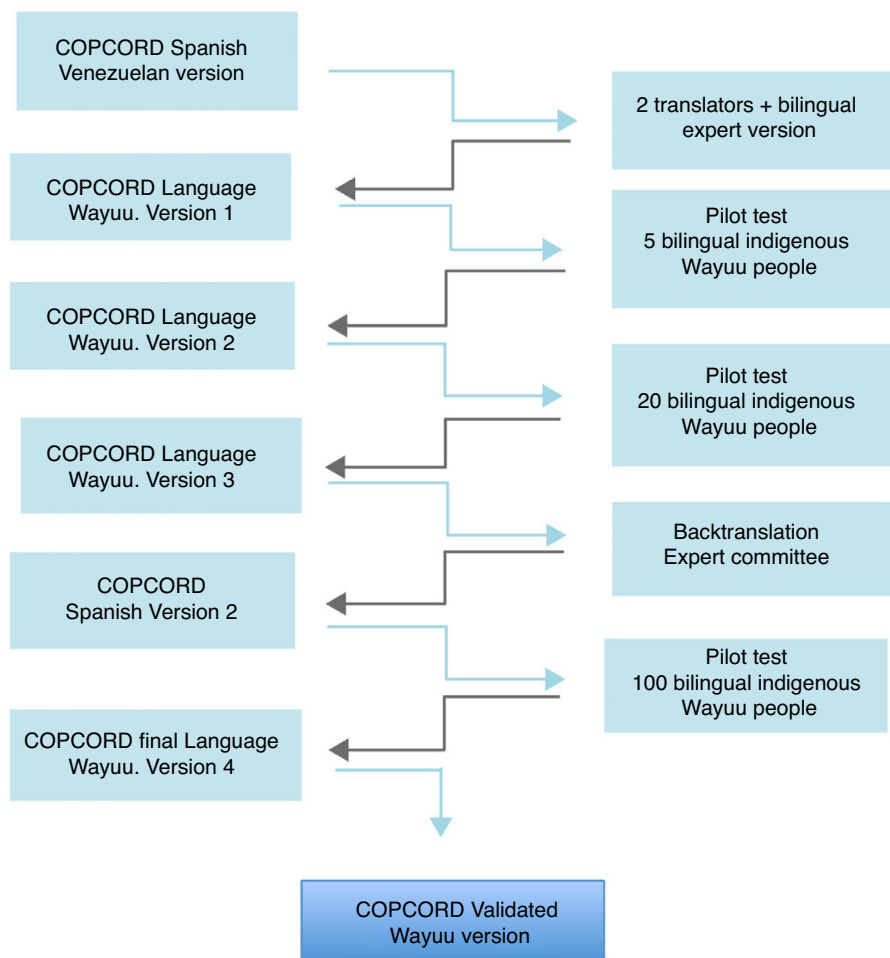 COPCORD Spanish
Venezuelan version
2 translators + bilingual
expert version
COPCORD Language
Wayuu. Version 1
Pilot test
5 bilingual indigenous
Wayuu people
COPCORD Language
Wayuu. Version 2
Pilot test
20 bilingual indigenous
Wayuu people
COPCORD Language
Wayuu. Version 3
Backtranslation
Expert committee
COPCORD
Spanish Version 2
Pilot test
100 bilingual indigenous
Wayuu people
COPCORD final Language
Wayuu. Version 4
COPCORD Validated
Wayuu version